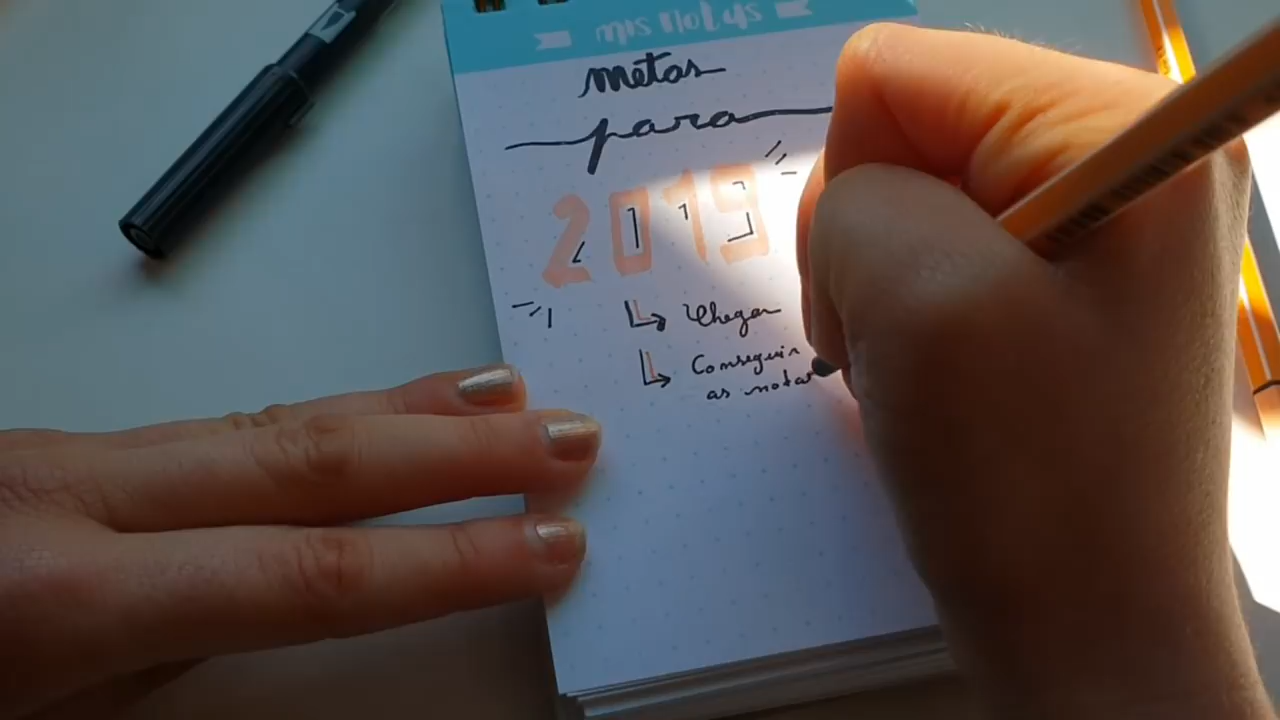 mis Notas
metas
para
2019
↳ Chegar
↳ Conseguir
as notas